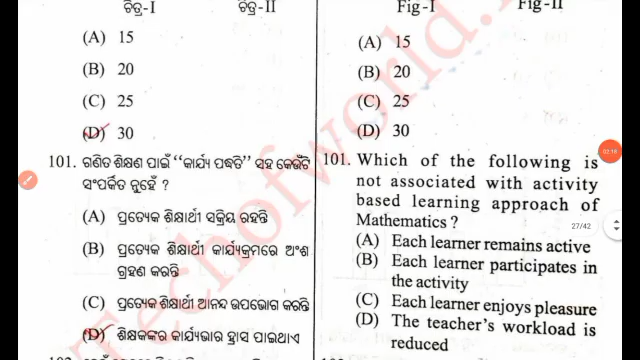 ଚିତ୍ର-I ଚିତ୍ର-II
(A) 15
(B) 20
(C) 25
(D) 30
101. ଗଣିତ ଶିକ୍ଷଣ ପାଇଁ “କାର୍ଯ୍ୟ ପଦ୍ଧତି” ସହ କେଉଁଟି
ସଂପର୍କିତ ନୁହେଁ ?
(A) ପ୍ରତ୍ୟେକ ଶିକ୍ଷାର୍ଥୀ ସକ୍ରିୟ ରହନ୍ତି
(B) ପ୍ରତ୍ୟେକ ଶିକ୍ଷାର୍ଥୀ କାର୍ଯ୍ୟକ୍ରମରେ ଅଂଶ
ଗ୍ରହଣ କରନ୍ତି
(C) ପ୍ରତ୍ୟେକ ଶିକ୍ଷାର୍ଥୀ ଆନନ୍ଦ ଉପଭୋଗ କରନ୍ତି
(D) ଶିକ୍ଷକଙ୍କର କାର୍ଯ୍ୟଭାର ହ୍ରାସ ପାଇଥାଏ
Fig-I Fig-II
(A) 15
(B) 20
(C) 25
(D) 30
101. Which of the following is
not associated with activity
based learning approach of
Mathematics ?
(A) Each learner remains active
(B) Each learner participates in
the activity
(C) Each learner enjoys pleasure
(D) The teacher's workload is
reduced
02:18
27/42